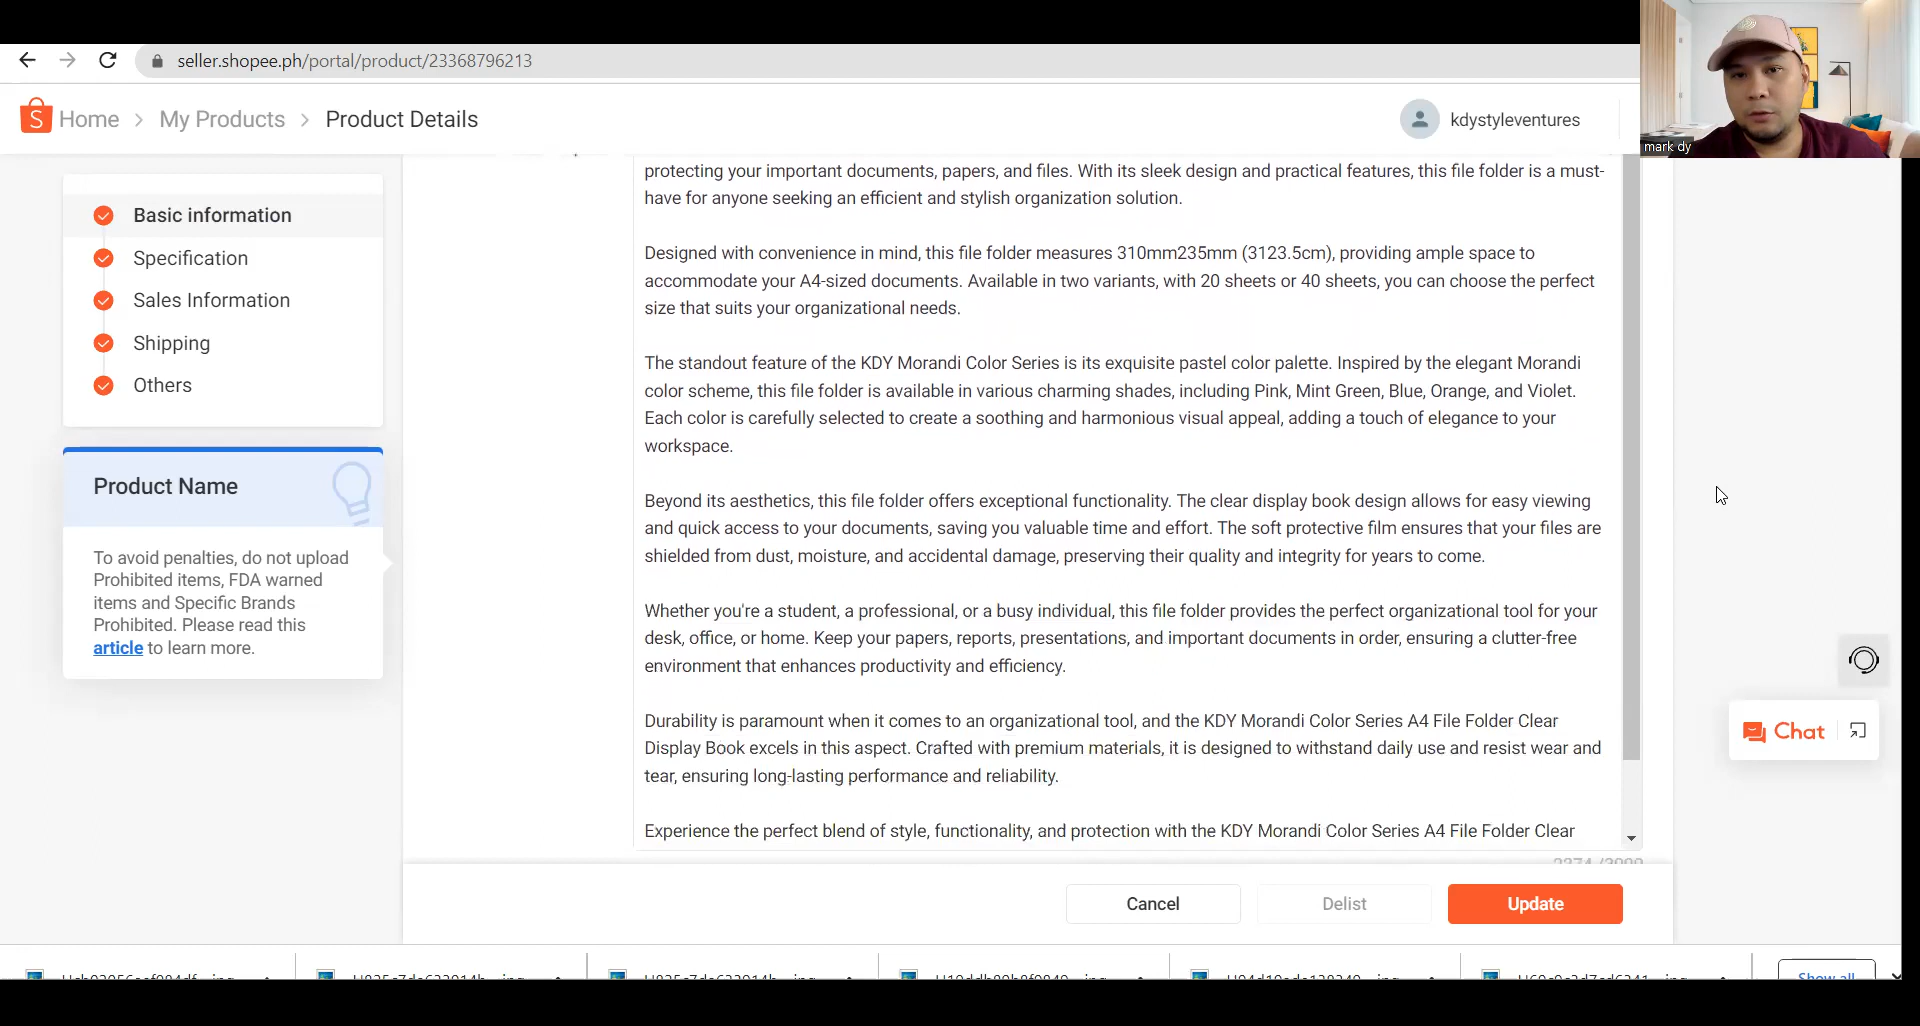 seller.shopee.ph/portal/product/23368796213
mark dy
Home > My Products > Product Details
kdystyleventures
Basic information
Specification
Sales Information
Shipping
Others
Product Name
To avoid penalties, do not upload
Prohibited items, FDA warned
items and Specific Brands
Prohibited. Please read this
article to learn more.
protecting your important documents, papers, and files. With its sleek design and practical features, this file folder is a must-
have for anyone seeking an efficient and stylish organization solution.
Designed with convenience in mind, this file folder measures 310mm235mm (3123.5cm), providing ample space to
accommodate your A4-sized documents. Available in two variants, with 20 sheets or 40 sheets, you can choose the perfect
size that suits your organizational needs.
The standout feature of the KDY Morandi Color Series is its exquisite pastel color palette. Inspired by the elegant Morandi
color scheme, this file folder is available in various charming shades, including Pink, Mint Green, Blue, Orange, and Violet.
Each color is carefully selected to create a soothing and harmonious visual appeal, adding a touch of elegance to your
workspace.
Beyond its aesthetics, this file folder offers exceptional functionality. The clear display book design allows for easy viewing
and quick access to your documents, saving you valuable time and effort. The soft protective film ensures that your files are
shielded from dust, moisture, and accidental damage, preserving their quality and integrity for years to come.
Whether you're a student, a professional, or a busy individual, this file folder provides the perfect organizational tool for your
desk, office, or home. Keep your papers, reports, presentations, and important documents in order, ensuring a clutter-free
environment that enhances productivity and efficiency.
Durability is paramount when it comes to an organizational tool, and the KDY Morandi Color Series A4 File Folder Clear
Display Book excels in this aspect. Crafted with premium materials, it is designed to withstand daily use and resist wear and
tear, ensuring long-lasting performance and reliability.
Experience the perfect blend of style, functionality, and protection with the KDY Morandi Color Series A4 File Folder Clear
Chat
Cancel
Delist
Update
Show all